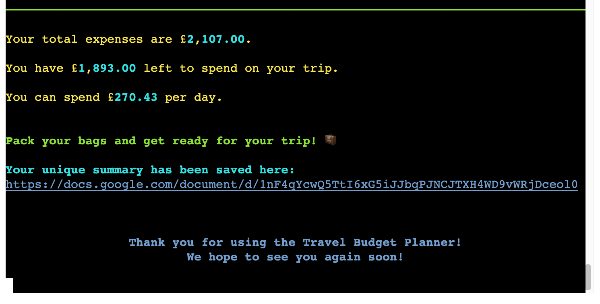 Your total expenses are £2,107.00.
You have £1,893.00 left to spend on your trip.
You can spend £270.43 per day.
Pack your bags and get ready for your trip!
Your unique summary has been saved here:
https://docs.google.com/document/d/1nF4qYcwQ5TtI6xG5iJJbqPJNCJTXH4WD9vWRjDceol0
Thank you for using the Travel Budget Planner!
We hope to see you again soon!